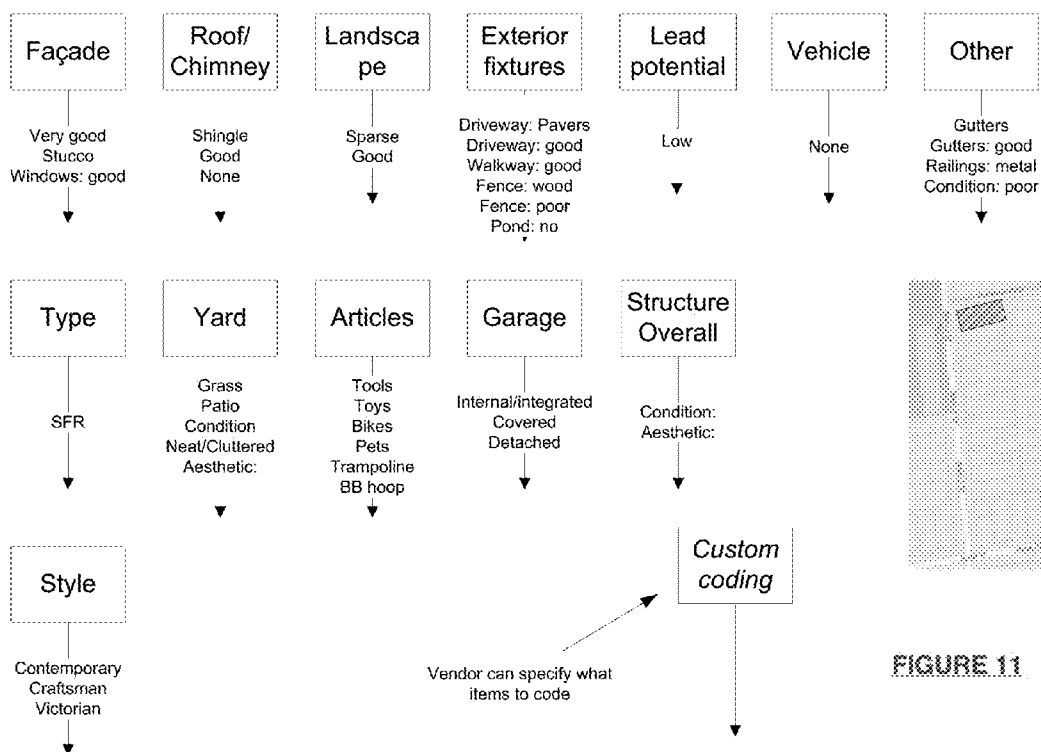 Façade
Roof/
Chimney
Landsca
pe
Exterior
fixtures
Lead
potential
Vehicle
Other
Very good
Stucco
Windows: good
Shingle
Good
None
Sparse
Good
Driveway: Pavers
Driveway: good
Walkway: good
Fence: wood
Fence: poor
Pond: no
Low
None
Gutters
Gutters: good
Railings: metal
Condition: poor
Type
Yard
Articles
Garage
Structure
Overall
SFR
Grass
Patio
Condition
Neat/Cluttered
Aesthetic:
Tools
Toys
Bikes
Pets
Trampoline
BB hoop
Internal/integrated
Covered
Detached
Condition:
Aesthetic:
Style
Custom
coding
Contemporary
Craftsman
Victorian
Vendor can specify what
items to code
FIGURE 11